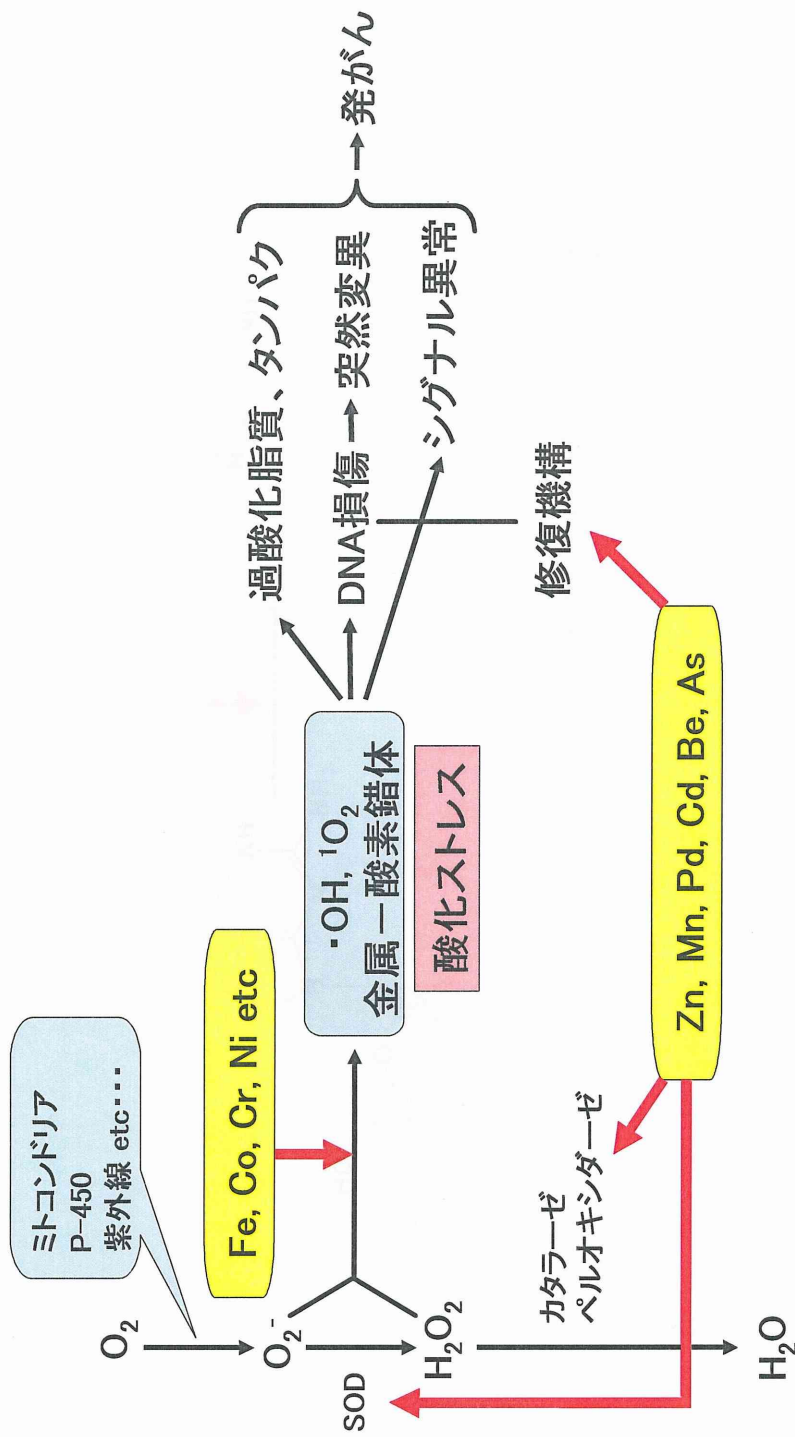 ミトコンドリア
P-450
紫外線 etc・・・
O₂
O₂⁻
SOD
H₂O₂
カタラーゼ
ペルオキシダーゼ
H₂O
Fe, Co, Cr, Ni etc
・OH, ¹O₂
金属－酸素錯体
酸化ストレス
過酸化脂質、タンパク
DNA損傷
突然変異
シグナル異常
発がん
修復機構
Zn, Mn, Pd, Cd, Be, As